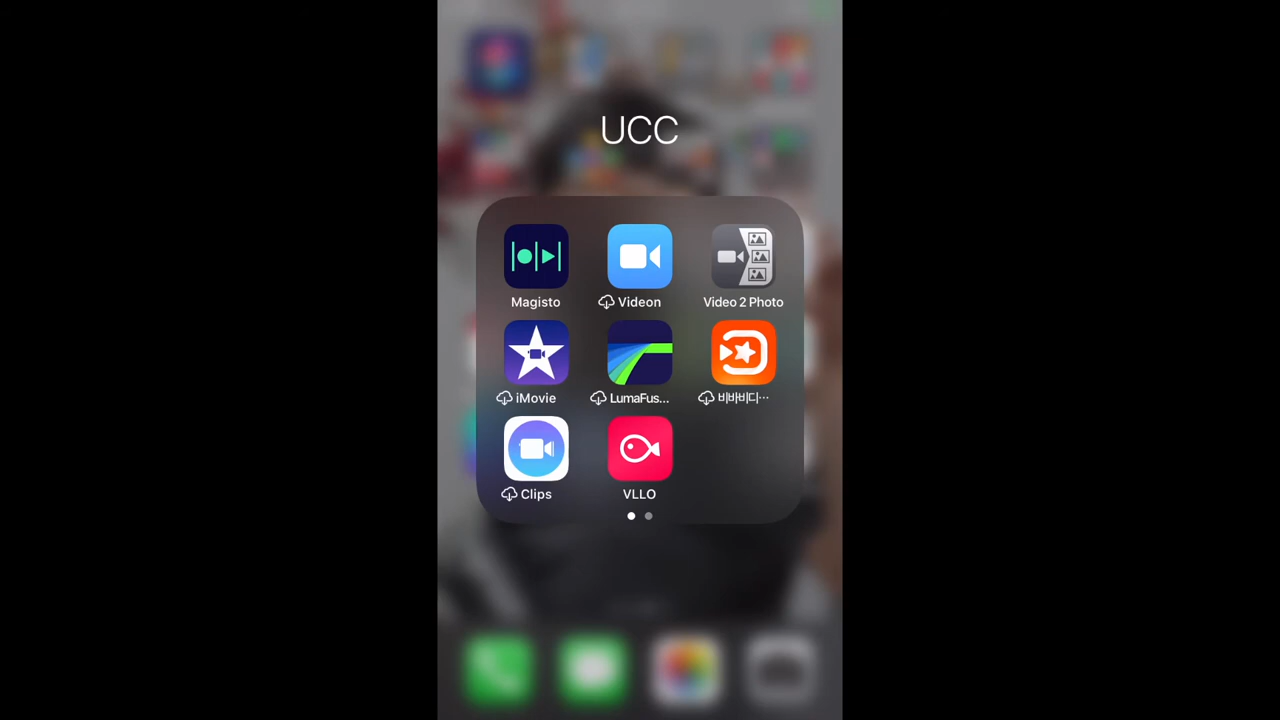 UCC
Magisto
Videon
Video 2 Photo
iMovie
LumaFus...
비바비디···
Clips
VLLO